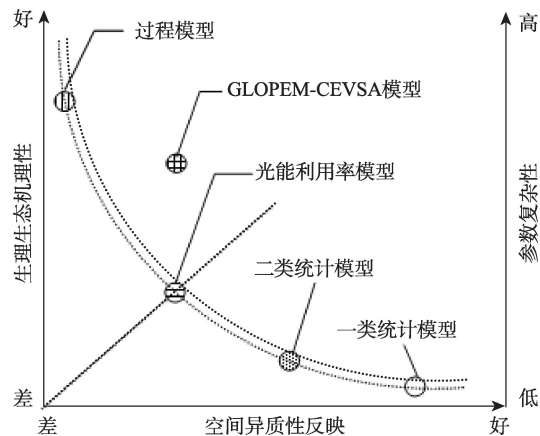 好
高
过程模型
GLOPEM-CEVSA模型
光能利用率模型
二类统计模型
一类统计模型
生理生态机理性
参数复杂性
差
低
差
空间异质性反映
好